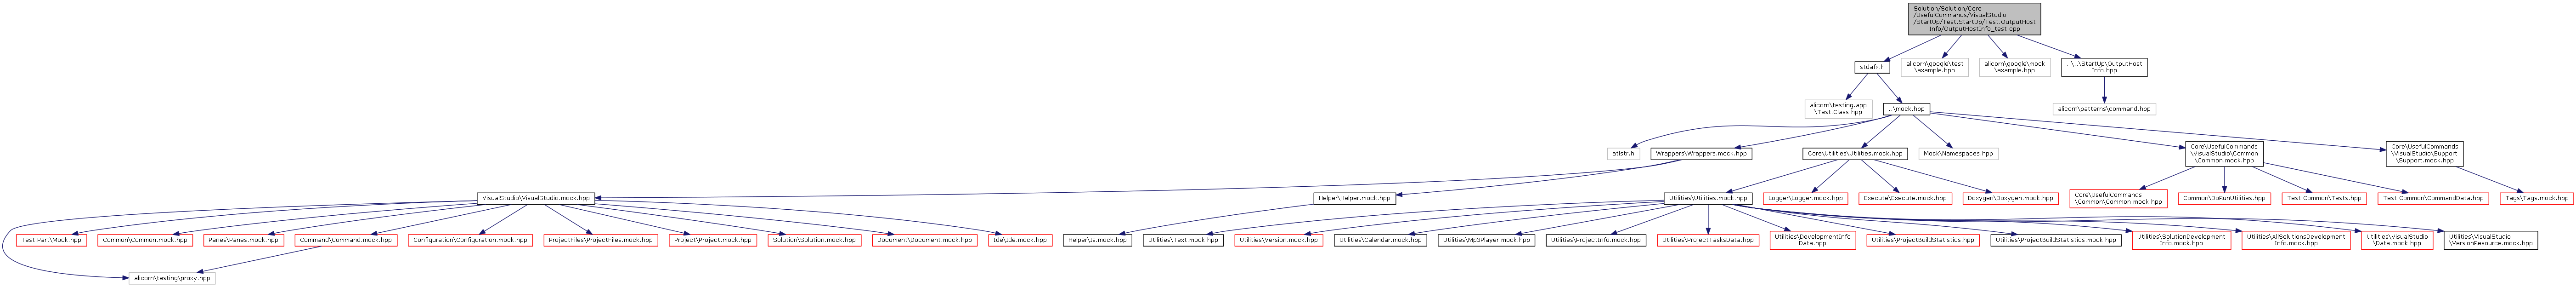 Solution/Solution/Core
/UsefulCommands/VisualStudio
/StartUp/Test.StartUp/Test.OutputHost
Info/OutputHostInfo_test.cpp
stdafx.h
alicorn\google\test
\example.hpp
alicorn\google\mock
\example.hpp
..\..\StartUp\OutputHost
Info.hpp
alicorn\testing.app
\Test.Class.hpp
..\mock.hpp
alicorn\patterns\command.hpp
atlstr.h
Wrappers\Wrappers.mock.hpp
Core\Utilities\Utilities.mock.hpp
Mock\Namespaces.hpp
Core\UsefulCommands
\VisualStudio\Common
\Common.mock.hpp
Core\UsefulCommands
\VisualStudio\Support
\Support.mock.hpp
VisualStudio\VisualStudio.mock.hpp
Helper\Helper.mock.hpp
Utilities\Utilities.mock.hpp
Logger\Logger.mock.hpp
Execute\Execute.mock.hpp
Doxygen\Doxygen.mock.hpp
Core\UsefulCommands
\Common\Common.mock.hpp
Common\DoRunUtilities.hpp
Test.Common\Tests.hpp
Test.Common\CommandData.hpp
Tags\Tags.mock.hpp
Test.Part\Mock.hpp
Common\Common.mock.hpp
Panes\Panes.mock.hpp
Command\Command.mock.hpp
Configuration\Configuration.mock.hpp
ProjectFiles\ProjectFiles.mock.hpp
Project\Project.mock.hpp
Solution\Solution.mock.hpp
Document\Document.mock.hpp
Ide\Ide.mock.hpp
Helper\Is.mock.hpp
Utilities\Text.mock.hpp
Utilities\Version.mock.hpp
Utilities\Calendar.mock.hpp
Utilities\Mp3Player.mock.hpp
Utilities\ProjectInfo.mock.hpp
Utilities\ProjectTasksData.hpp
Utilities\DevelopmentInfo
Data.hpp
Utilities\ProjectBuildStatistics.hpp
Utilities\ProjectBuildStatistics.mock.hpp
Utilities\SolutionDevelopment
Info.mock.hpp
Utilities\AllSolutionsDevelopment
Info.mock.hpp
Utilities\VisualStudio
\Data.mock.hpp
Utilities\VisualStudio
\VersionResource.mock.hpp
alicorn\testing\proxy.hpp